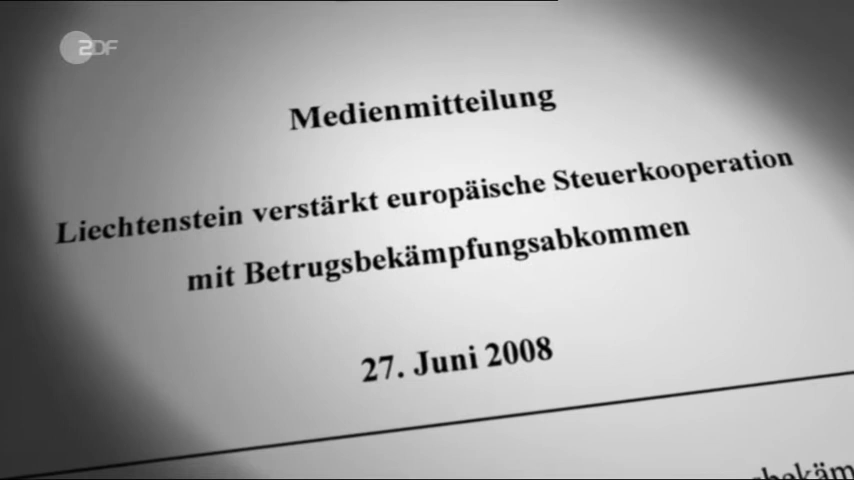 ZDF
Medienmitteilung
Liechtenstein verstärkt europäische Steuerkooperation
mit Betrugsbekämpfungsabkommen
27. Juni 2008